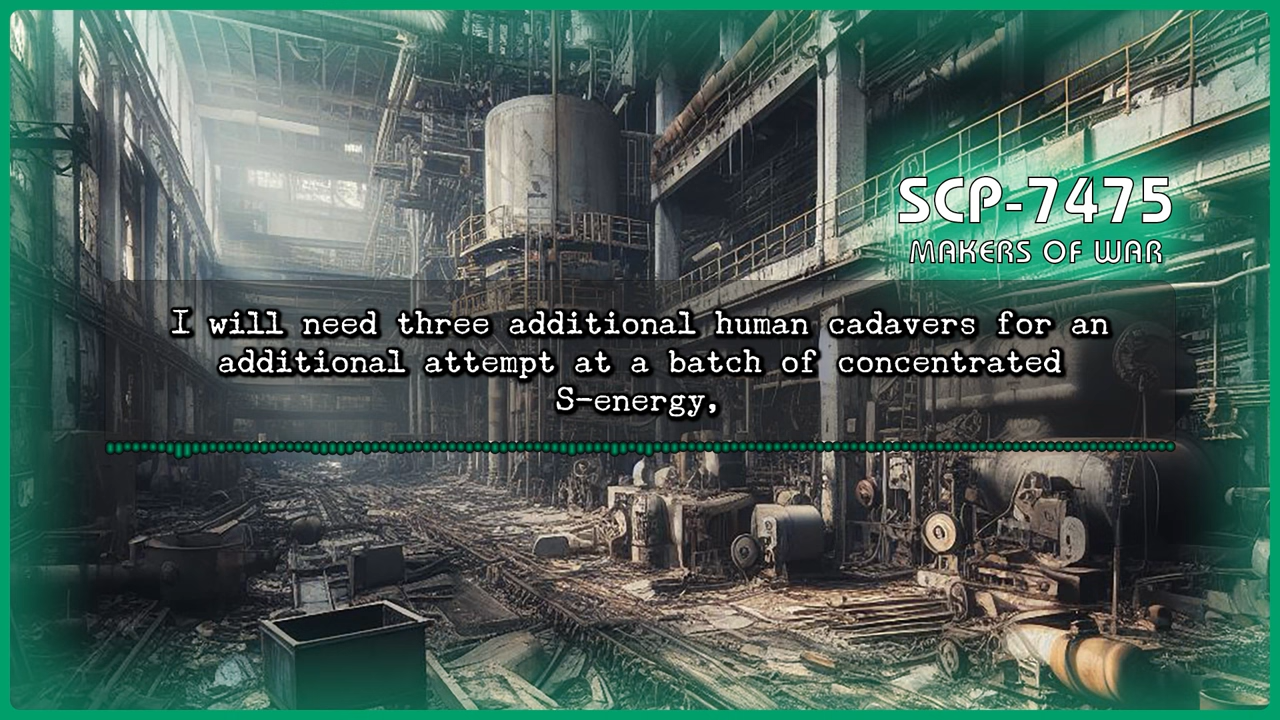 SCP-7475
MAKERS OF WAR
I will need three additional human cadavers for an
additional attempt at a batch of concentrated
S-energy,